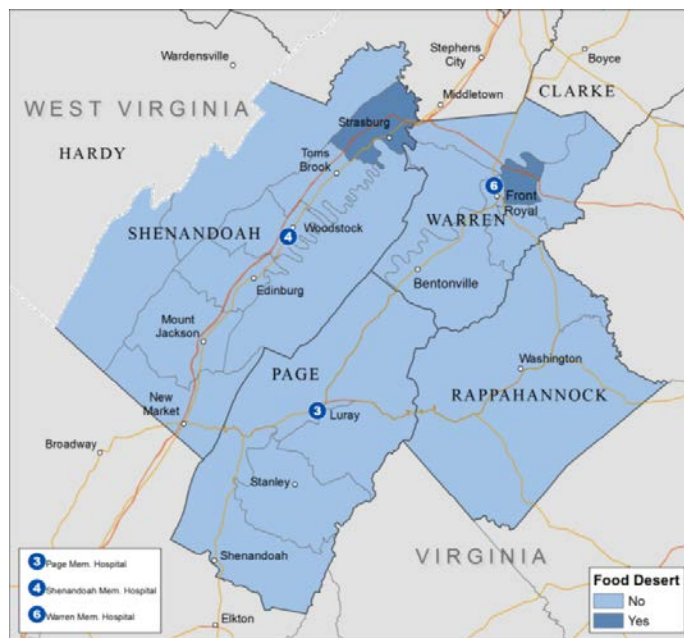 Stephens
City
Boyce
Wardensville
Middletown
CLARKE
WEST VIRGINIA
Strasburg
HARDY
Toms
Brook
6
Front
Royal
SHENANDOAH
WARREN
4
Woodstock
Edinburg
Bentonville
Mount
Jackson
Washington
PAGE
RAPPAHANNOCK
New
Market
3
Luray
Broadway
Stanley
VIRGINIA
Shenandoah
3 Page Mem. Hospital
4 Shenandoah Mem. Hospital
6 Warren Mem. Hospital
Elkton
Food Desert
No
Yes